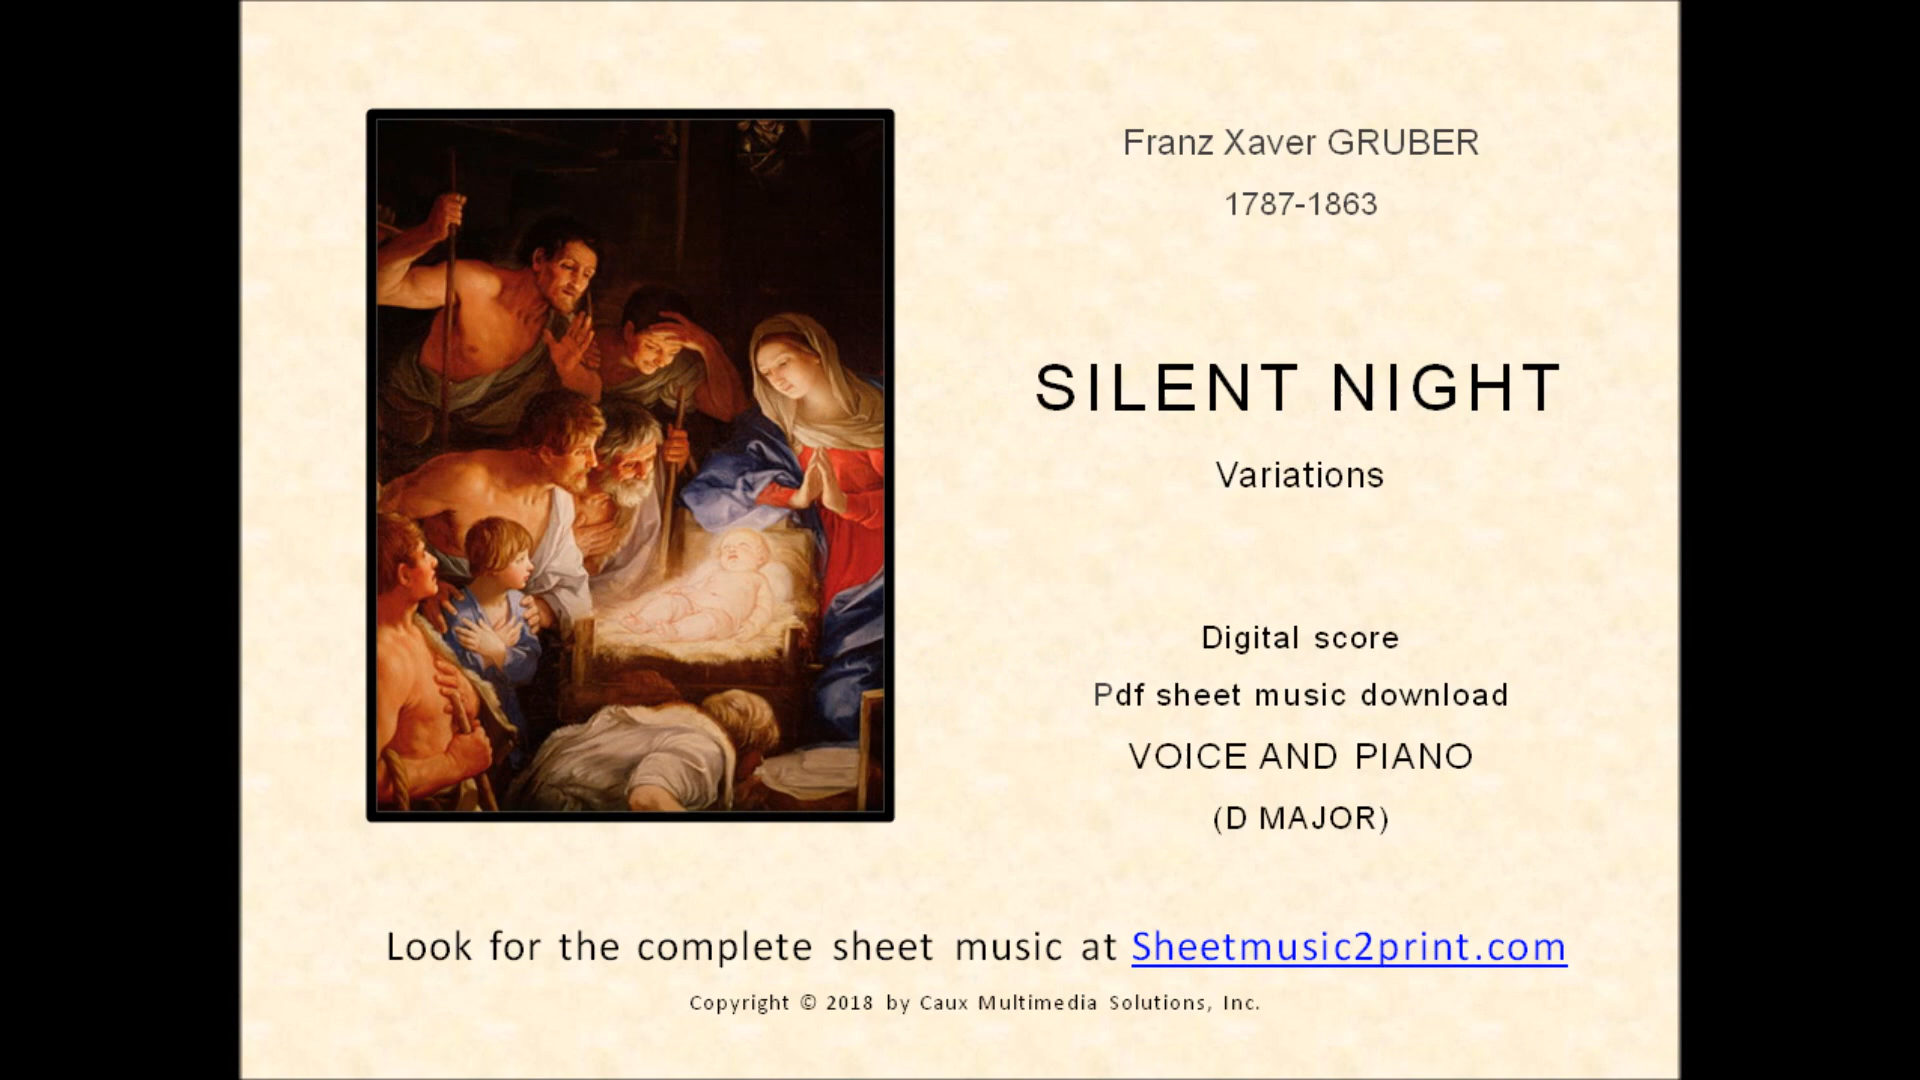 Franz Xaver GRUBER
1787-1863
SILENT NIGHT
Variations
Digital score
Pdf sheet music download
VOICE AND PIANO
(D MAJOR)
Look for the complete sheet music at Sheetmusic2print.com
Copyright © 2018 by Caux Multimedia Solutions, Inc.